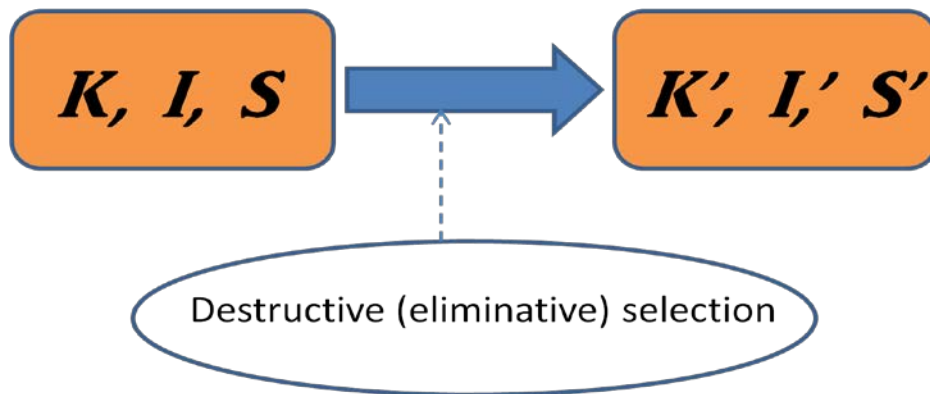 K, I, S
K′, I,′ S′
Destructive (eliminative) selection